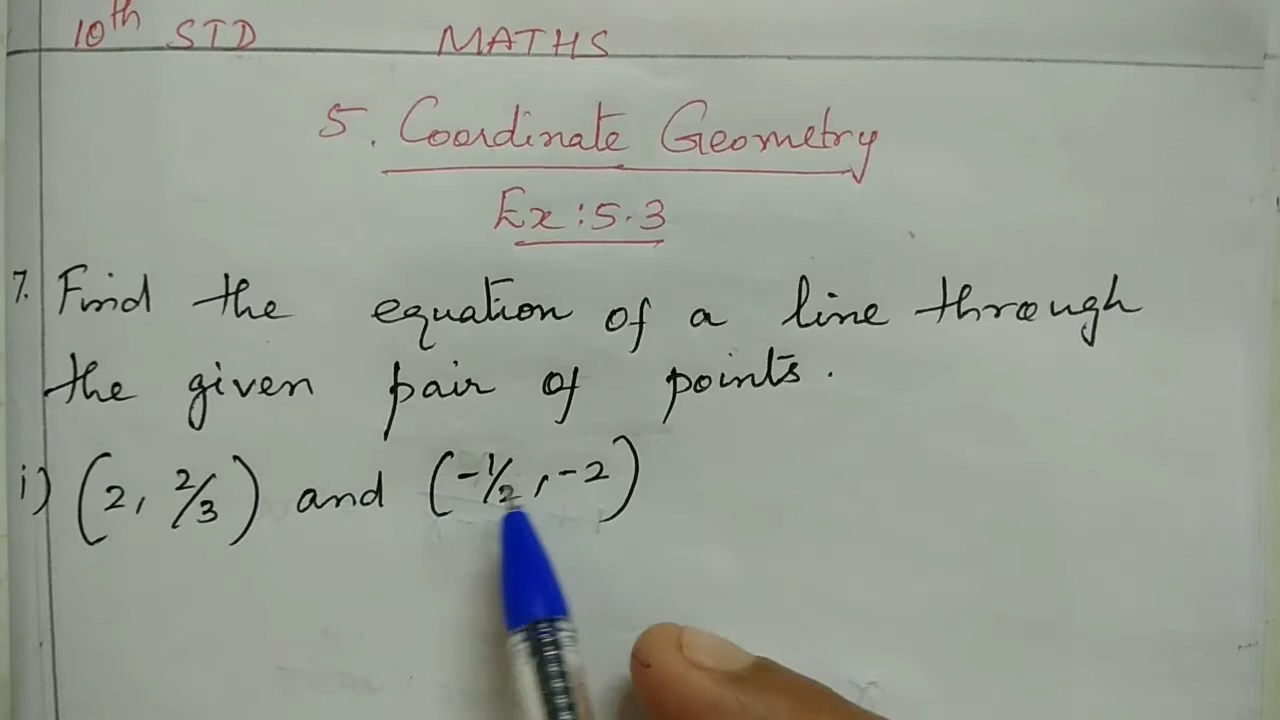 10th STD MATHS
5. Coordinate Geometry
Ex: 5.3
7. Find the equation of a line through
the given pair of points.
i) (2, 2/3) and (-1/2, -2)